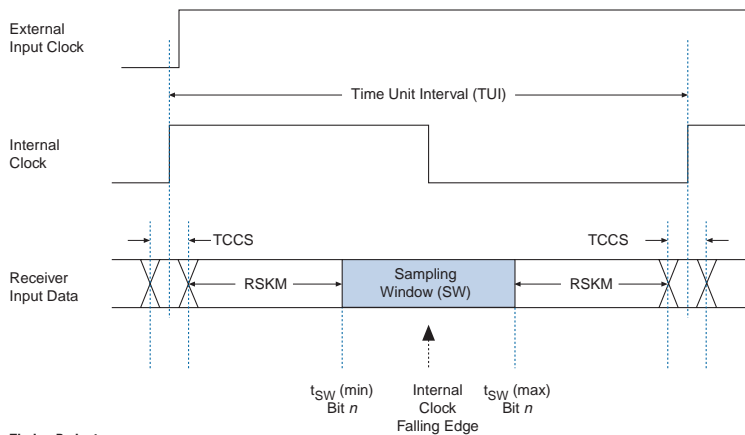 External
Input Clock
Time Unit Interval (TUI)
Internal
Clock
TCCS
TCCS
Receiver
Input Data
RSKM
Sampling
Window (SW)
RSKM
tSW (min)
Bit n
Internal
Clock
Falling Edge
tSW (max)
Bit n